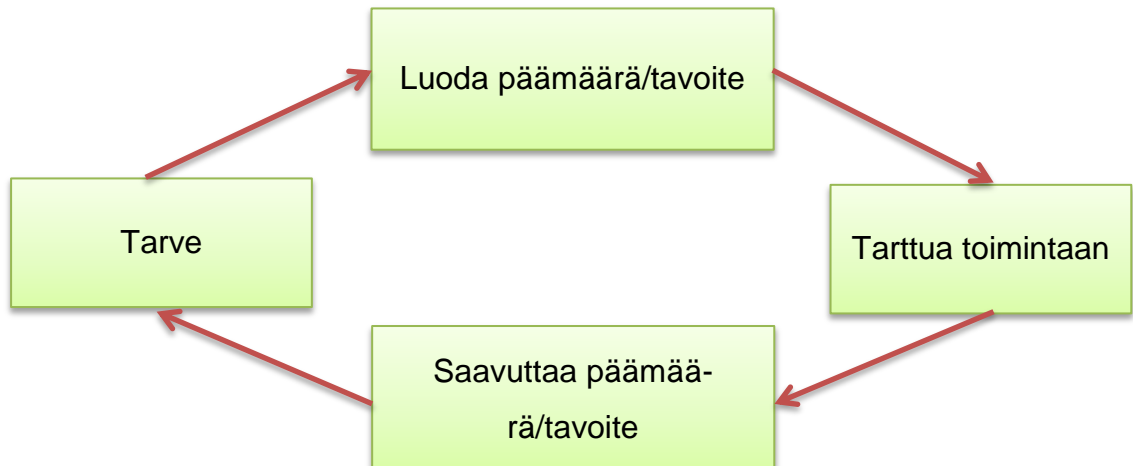 Luoda päämäärä/tavoite
Tarve
Tarttua toimintaan
Saavuttaa päämää-
rä/tavoite